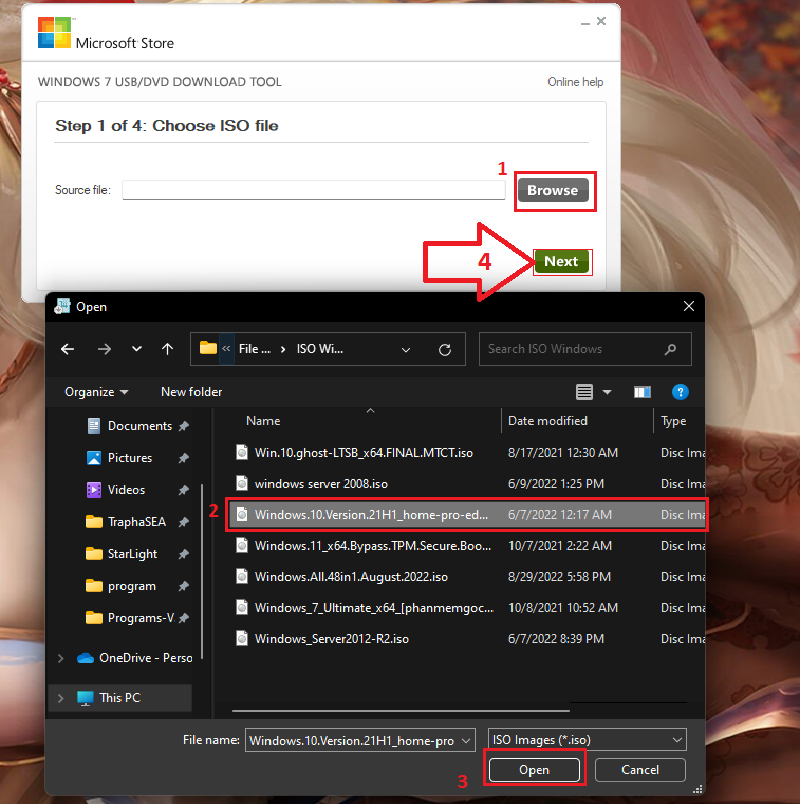 Microsoft Store
WINDOWS 7 USB/DVD DOWNLOAD TOOL
Online help
Step 1 of 4: Choose ISO file
1
Source file:
Browse
4
Next
Open
« File ... > ISO Wi...
Search ISO Windows
Organize
New folder
Name
Date modified
Type
Documents
Pictures
Videos
TraphaSEA
StarLight
program
Programs-V
OneDrive - Perso
This PC
Win.10.ghost-LTSB_x64.FINAL.MTCT.iso 8/17/2021 12:30 AM Disc Ima
windows server 2008.iso 6/9/2022 1:25 PM Disc Ima
2
Windows.10.Version.21H1_home-pro-ed... 6/7/2022 12:17 AM Disc Ima
Windows.11_x64.Bypass.TPM.Secure.Boo... 10/7/2021 2:22 AM Disc Ima
Windows.All.48in1.August.2022.iso 8/29/2022 5:58 PM Disc Ima
Windows_7_Ultimate_x64_[phanmemgoc... 10/8/2021 10:52 AM Disc Ima
Windows_Server2012-R2.iso 6/7/2022 8:39 PM Disc Ima
File name: Windows.10.Version.21H1_home-pro
ISO Images (*.iso)
3
Open
Cancel